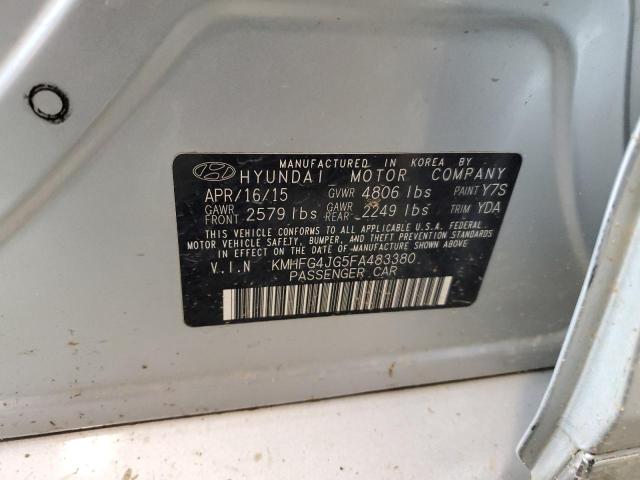 MANUFACTURED IN KOREA BY
HYUNDAI MOTOR COMPANY
APR/16/15 GVWR 4806 lbs PAINT Y7S
GAWR FRONT 2579 lbs GAWR REAR 2249 lbs TRIM YDA
THIS VEHICLE CONFORMS TO ALL APPLICABLE U.S.A. FEDERAL
MOTOR VEHICLE SAFETY, BUMPER, AND THEFT PREVENTION STANDARDS
IN EFFECT ON THE DATE OF MANUFACTURE SHOWN ABOVE.
V.I.N KMHFG4JG5FA483380
PASSENGER CAR